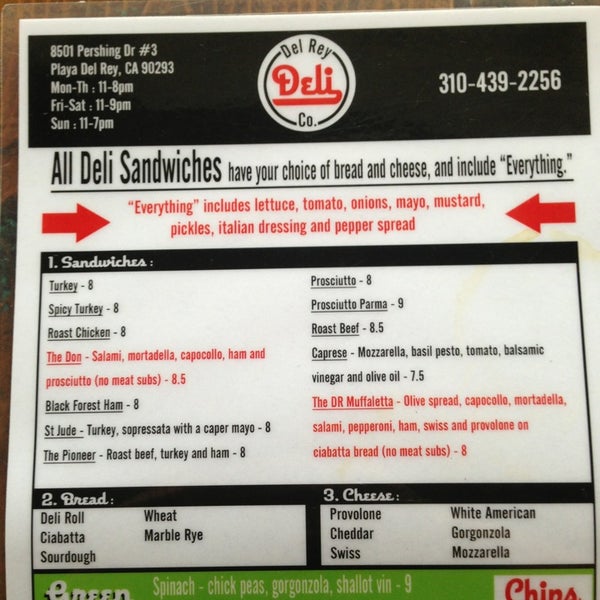 8501 Pershing Dr #3
Playa Del Rey, CA 90293
Mon-Th : 11-8pm
Fri-Sat : 11-9pm
Sun : 11-7pm
Del Rey
Deli
Co.
310-439-2256
All Deli Sandwiches have your choice of bread and cheese, and include “Everything.”
“Everything” includes lettuce, tomato, onions, mayo, mustard,
pickles, italian dressing and pepper spread
1. Sandwiches :
Turkey - 8
Spicy Turkey - 8
Roast Chicken - 8
The Don - Salami, mortadella, capocollo, ham and
prosciutto (no meat subs) - 8.5
Black Forest Ham - 8
St Jude - Turkey, sopressata with a caper mayo - 8
The Pioneer - Roast beef, turkey and ham - 8
Prosciutto - 8
Prosciutto Parma - 9
Roast Beef - 8.5
Caprese - Mozzarella, basil pesto, tomato, balsamic
vinegar and olive oil - 7.5
The DR Muffaletta - Olive spread, capocollo, mortadella,
salami, pepperoni, ham, swiss and provolone on
ciabatta bread (no meat subs) - 8
2. Bread :
Deli Roll
Ciabatta
Sourdough
Wheat
Marble Rye
3. Cheese :
Provolone
Cheddar
Swiss
White American
Gorgonzola
Mozzarella
Green
Spinach - chick peas, gorgonzola, shallot vin - 9
Chips